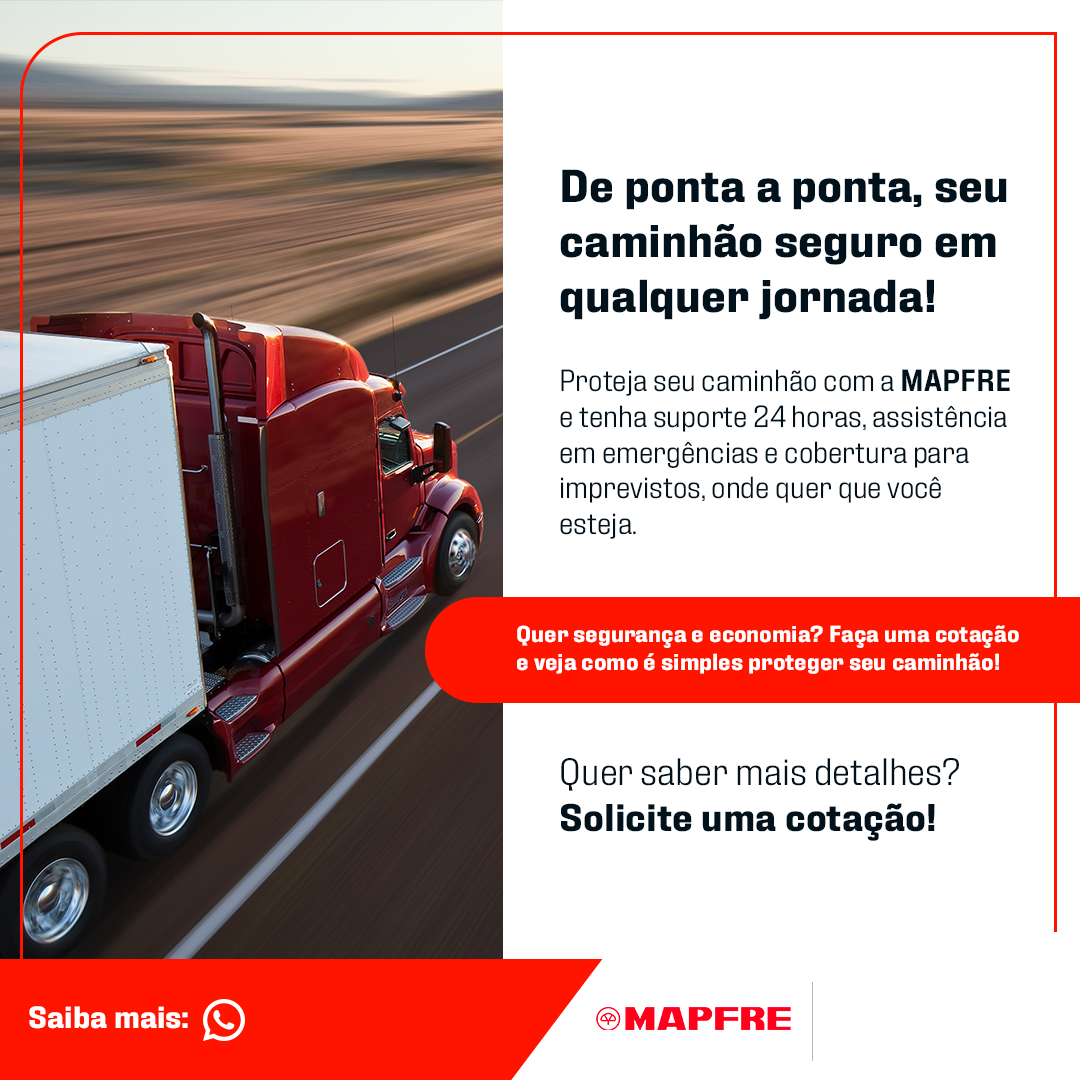 De ponta a ponta, seu
caminhão seguro em
qualquer jornada!
Proteja seu caminhão com a MAPFRE
e tenha suporte 24 horas, assistência
em emergências e cobertura para
imprevistos, onde quer que você
esteja.
Quer segurança e economia? Faça uma cotação
e veja como é simples proteger seu caminhão!
Quer saber mais detalhes?
Solicite uma cotação!
Saiba mais:
MAPFRE